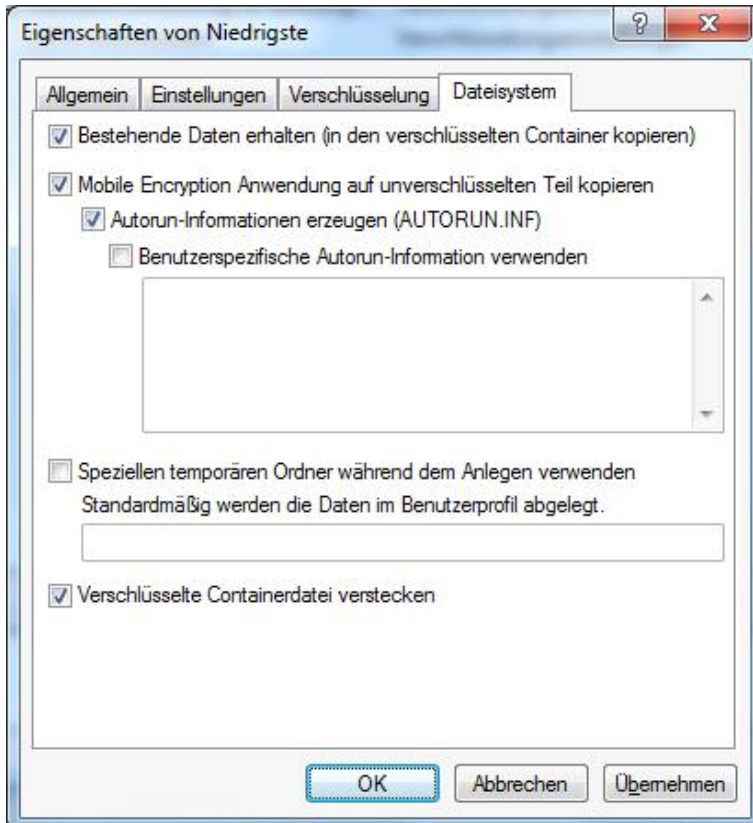 Eigenschaften von Niedrigste
Allgemein Einstellungen Verschlüsselung Dateisystem
Bestehende Daten erhalten (in den verschlüsselten Container kopieren)
Mobile Encryption Anwendung auf unverschlüsselten Teil kopieren
Autorun-Informationen erzeugen (AUTORUN.INF)
Benutzerspezifische Autorun-Information verwenden
Speziellen temporären Ordner während dem Anlegen verwenden
Standardmäßig werden die Daten im Benutzerprofil abgelegt.
Verschlüsselte Containerdatei verstecken
OK Abbrechen Übernehmen